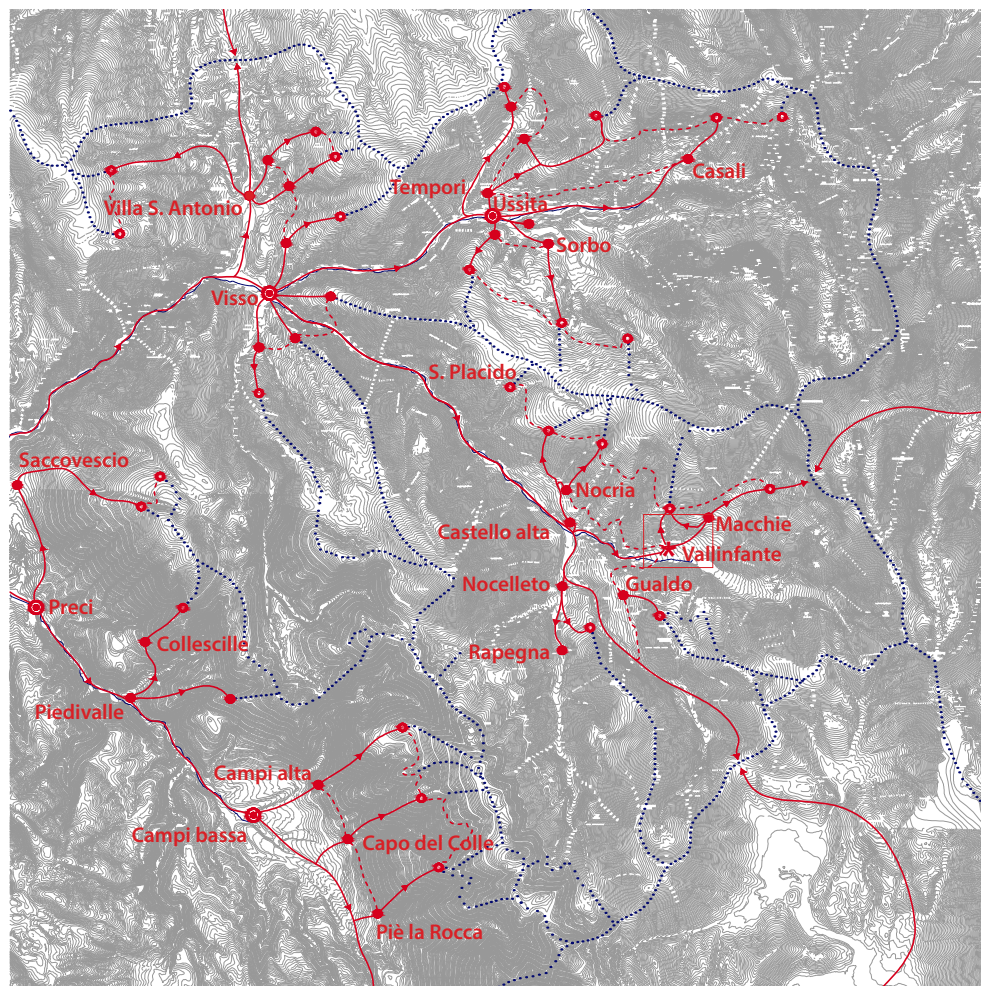 Tempori
Casali
Villa S. Antonio
Ussita
Sorbo
Visso
S. Placido
Saccovescio
Nocria
Castello alta
Macchie
Vallinfante
Nocelleto
Gualdo
Preci
Collescille
Rapegna
Piedivalle
Campi alta
Campi bassa
Capo del Colle
Piè la Rocca